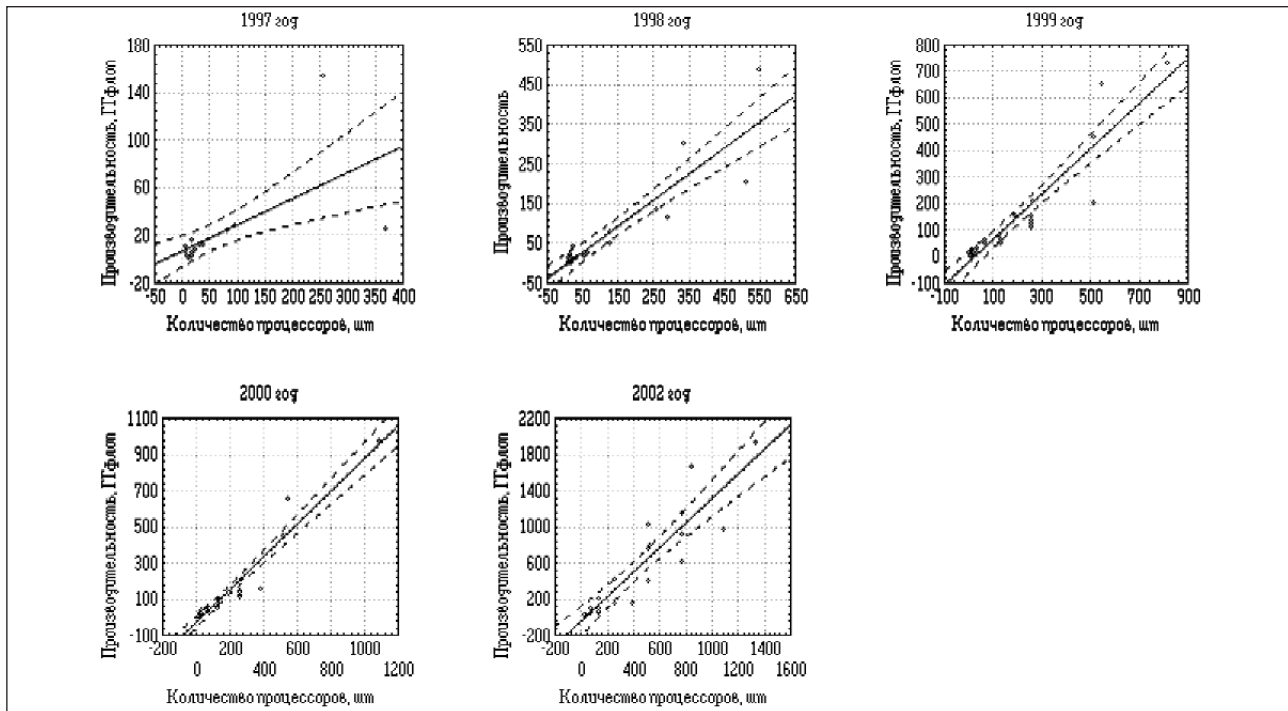 1997 год
Производительность, ГТфлоп
180
140
100
60
20
-20
-50 0 50 100 150 200 250 300 350 400
Количество процессоров, шт
1998 год
Производительность
550
450
350
250
150
50
-50
-50 50 150 250 350 450 550 650
Количество процессоров, шт
1999 год
Производительность, ГТфлоп
800
700
600
500
400
300
200
100
0
-100
-100 100 300 500 700 900
Количество процессоров, шт
2000 год
Производительность, ГТфлоп
1100
900
700
500
300
100
-100
-200 200 600 1000
0 400 800 1200
Количество процессоров, шт
2002 год
Производительность, ГТфлоп
2200
1800
1400
1000
600
200
-200
-200 200 600 1000 1400
0 400 800 1200 1600
Количество процессоров, шт